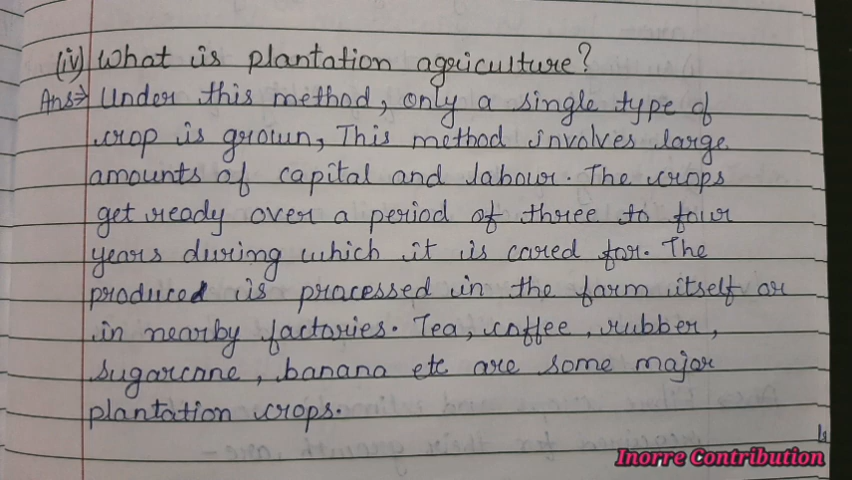 (iv) What is plantation agriculture?
Ans⇒ Under this method, only a single type of
crop is grown, This method involves large
amounts of capital and labour. The crops
get ready over a period of three to four
years during which it is cared for. The
produced is processed in the farm itself or
in nearby factories. Tea, coffee, rubber,
sugarcane, banana etc are some major
plantation crops.
Inorre Contribution